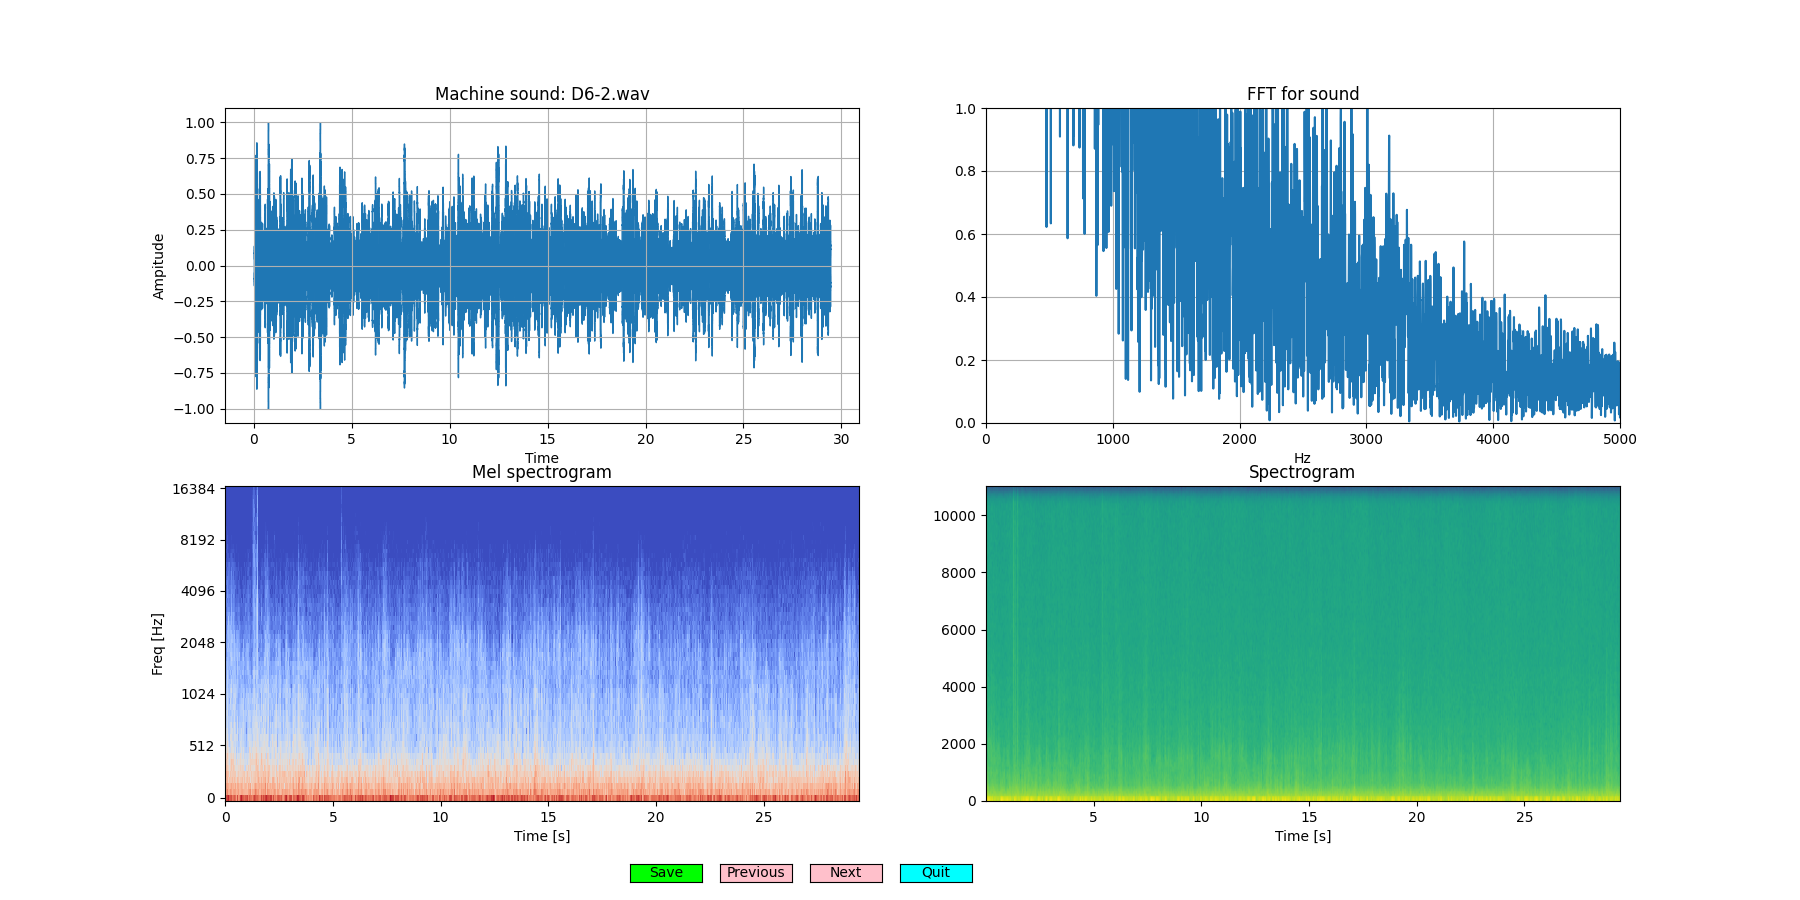 Machine sound: D6-2.wav
1.00
0.75
0.50
0.25
0.00
−0.25
−0.50
−0.75
−1.00
Ampitude
0 5 10 15 20 25 30
Time
FFT for sound
1.0
0.8
0.6
0.4
0.2
0.0
0 1000 2000 3000 4000 5000
Hz
Mel spectrogram
16384
8192
4096
2048
1024
512
0
Freq [Hz]
0 5 10 15 20 25
Time [s]
Spectrogram
10000
8000
6000
4000
2000
0
5 10 15 20 25
Time [s]
Save Previous Next Quit